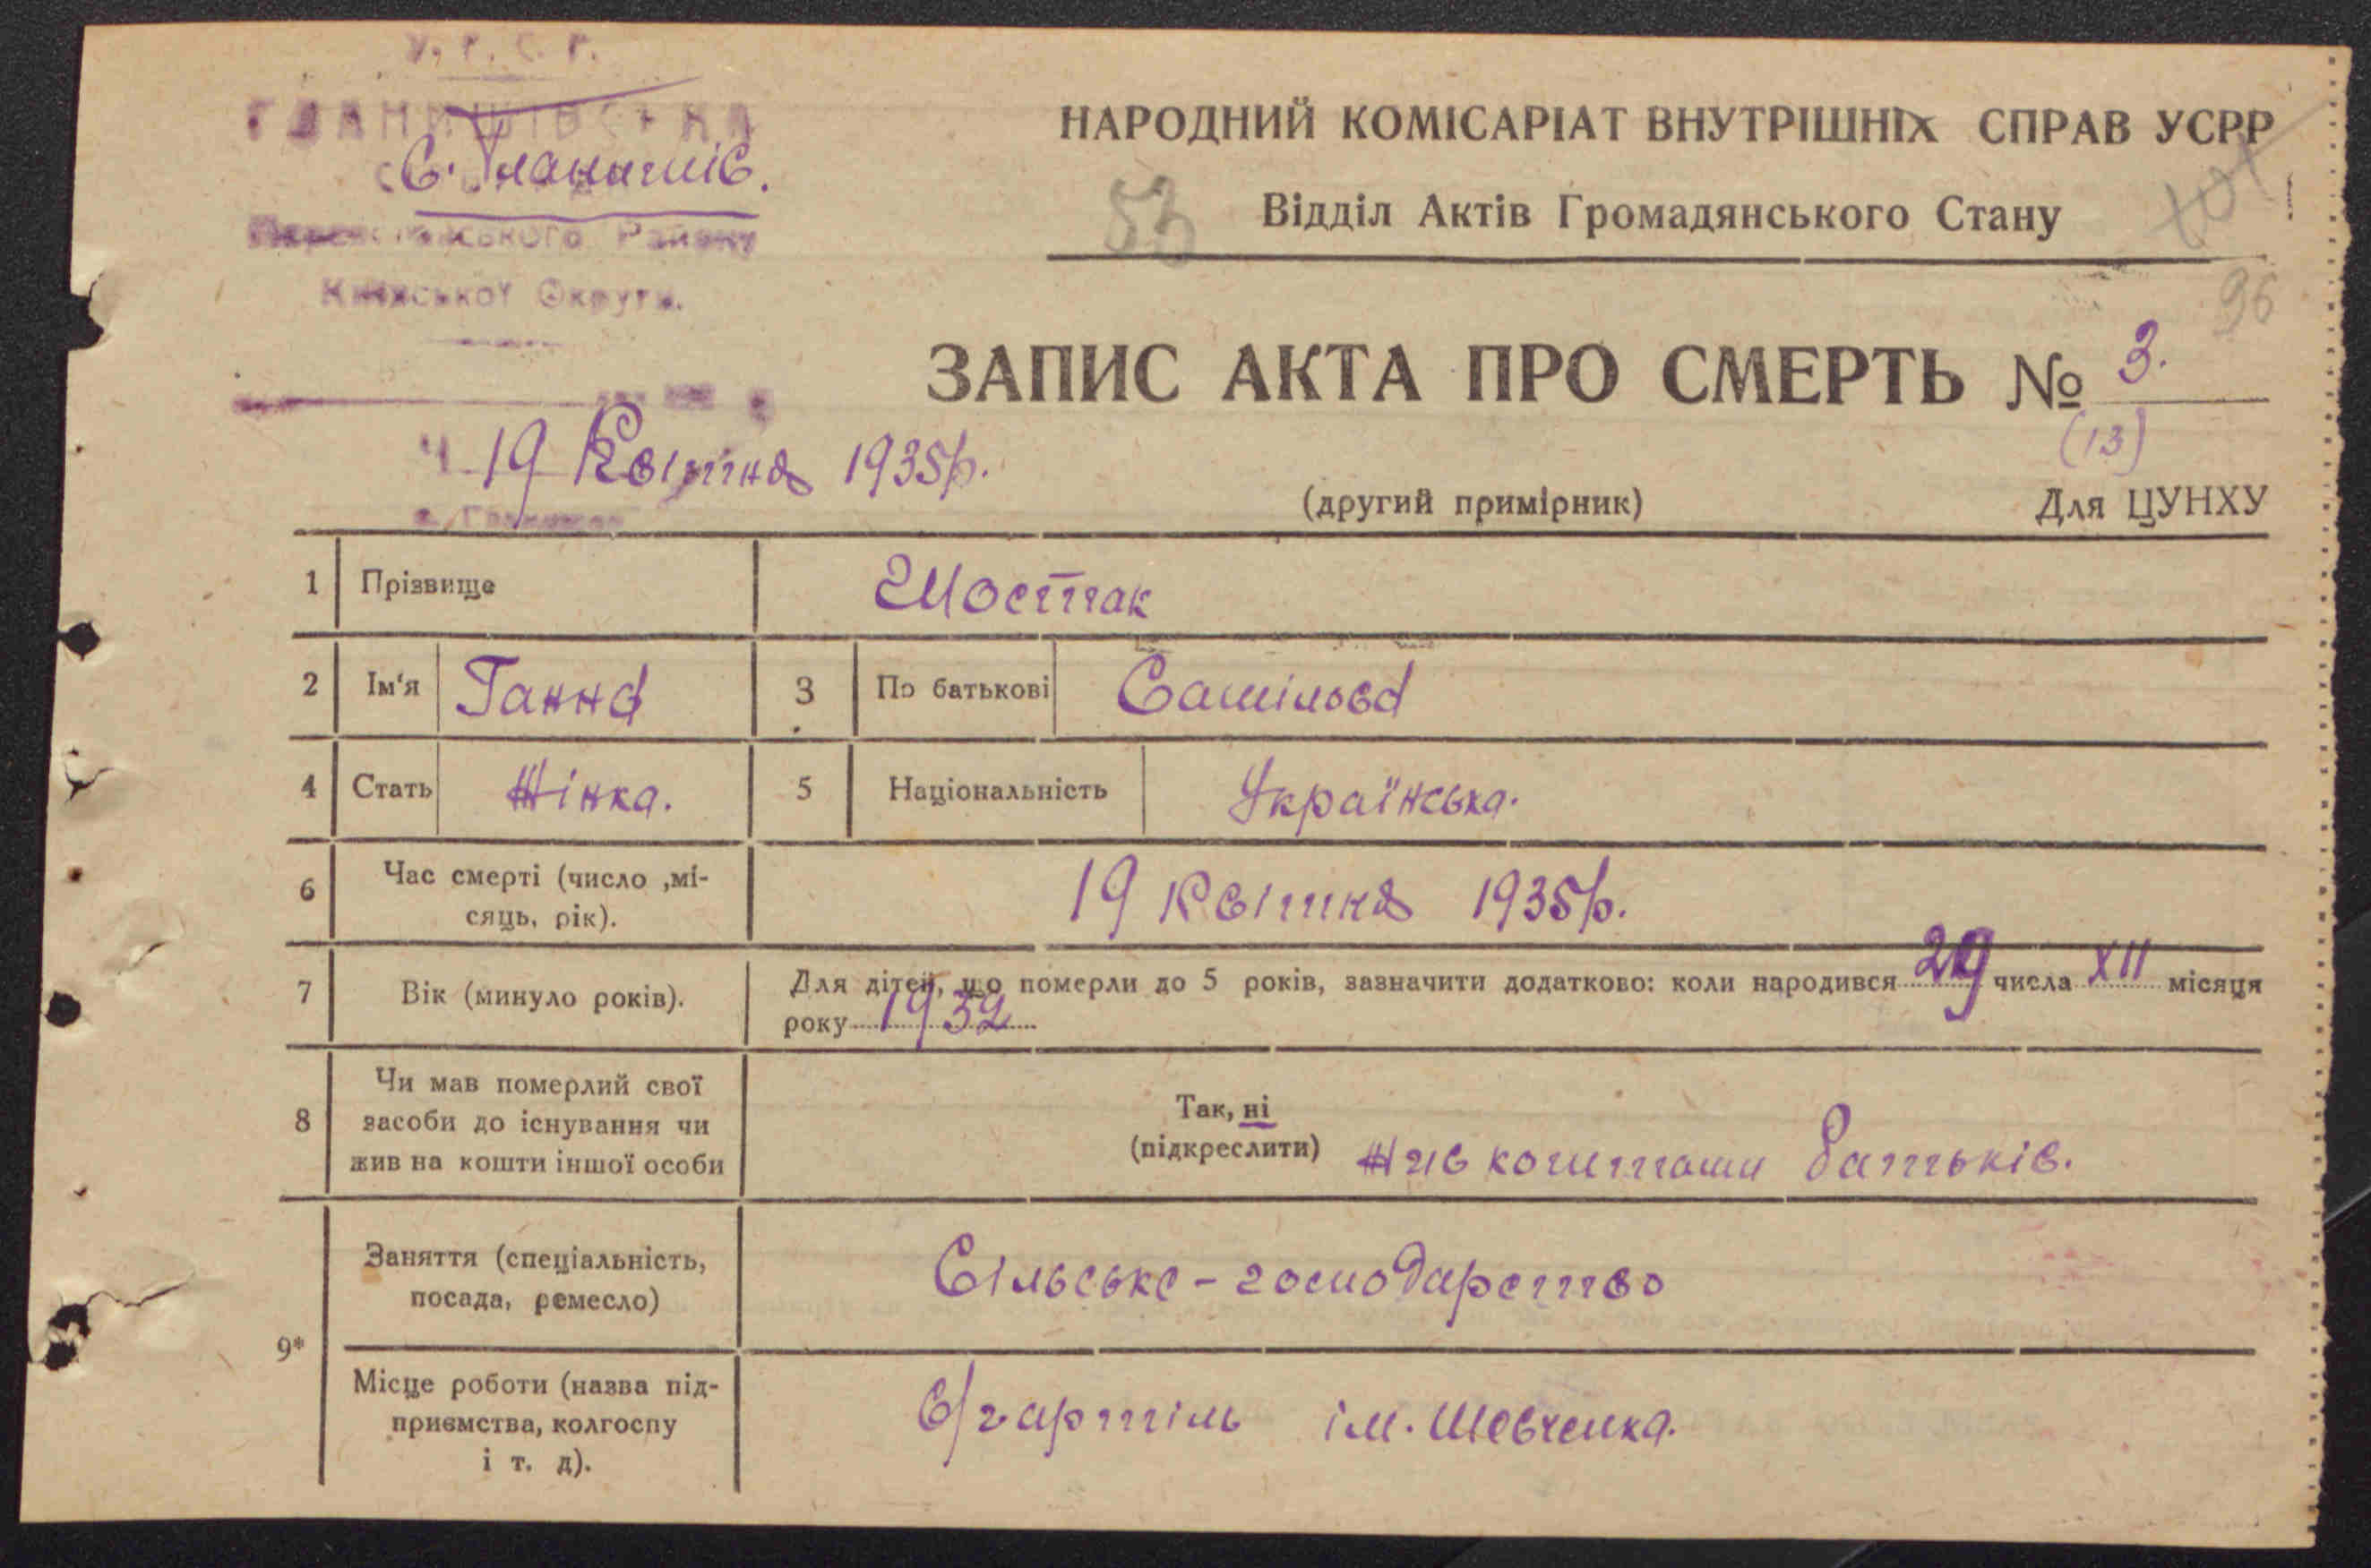 У. Р. С. Р.
ГЛАНИШІВСЬКА
с. Гланишів.
Району
Київської Округи.
НАРОДНИЙ КОМІСАРІАТ ВНУТРІШНІХ СПРАВ УСРР
53 Відділ Актів Громадянського Стану
96
ЗАПИС АКТА ПРО СМЕРТЬ № 3.
(13)
19 Квітня 1935р.
(другий примірник) Для ЦУНХУ
1 Прізвище Шостак
2 Ім'я Ганна 3 По батькові
4 Стать Жінка. 5 Національність Українська.
6 Час смерті (число ,мі-
сяць, рік). 19 Квітня 1935р.
7 Вік (минуло років). Для дітей, що померли до 5 років, зазначити додатково: коли народився 29 числа XII місяця
року 1932
8 Чи мав померлий свої
засоби до існування чи
жив на кошти іншої особи
Так, ні
(підкреслити) Жив коштами батьків.
9* Заняття (спеціальність,
посада, ремесло) Сільське-господарство
Місце роботи (назва під-
приємства, колгоспу
і т. д). С/г артіль ім. Шевченка.